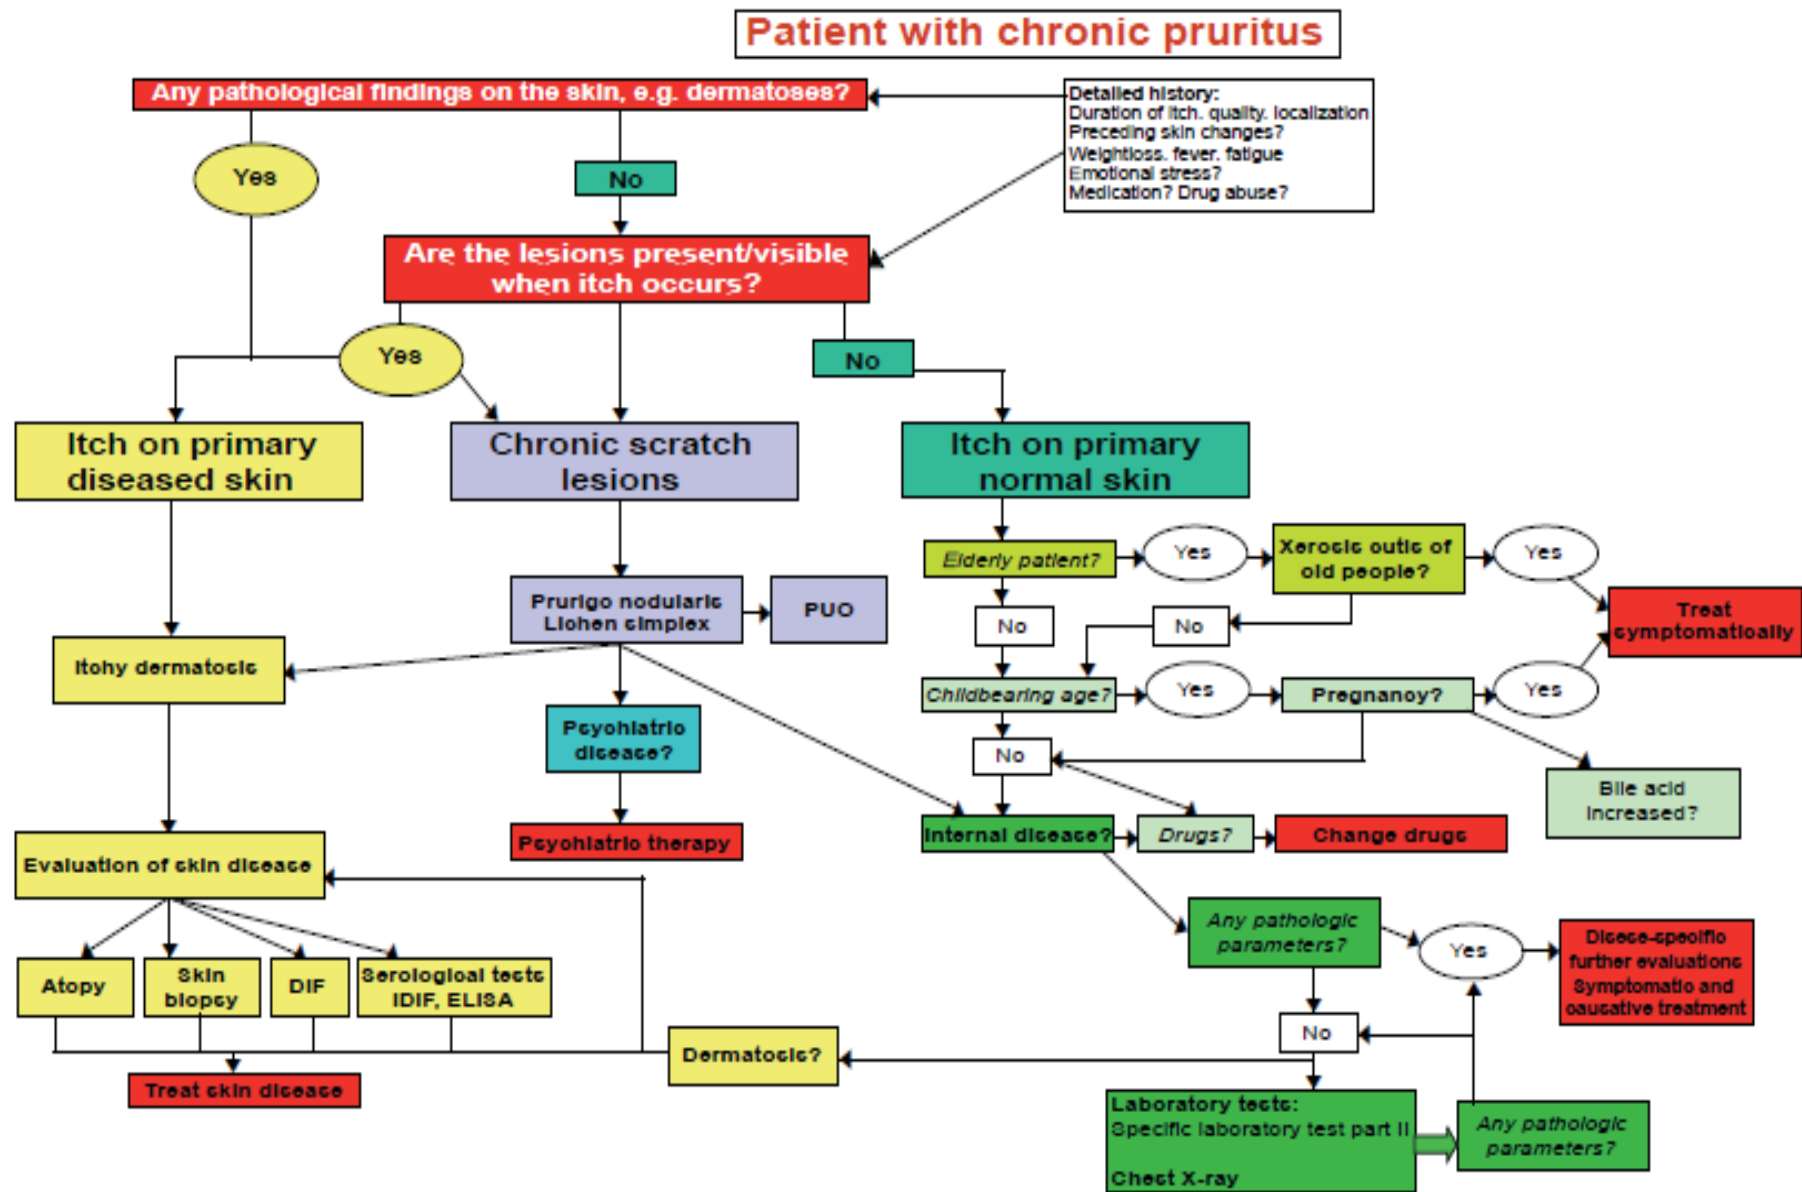 Patient with chronic pruritus
Any pathological findings on the skin, e.g. dermatoses?
Detailed history:
Duration of itch. quality. localization
Preceding skin changes?
Weightloss. fever. fatigue
Emotional stress?
Medication? Drug abuse?
Yes
No
Are the lesions present/visible
when itch occurs?
Yes
No
Itch on primary
diseased skin
Chronic scratch
lesions
Itch on primary
normal skin
Elderly patient?
Yes
Xerosis cutis of
old people?
Yes
Prurigo nodularis
Lichen simplex
PUO
No
No
Treat
symptomatically
Itchy dermatosis
Childbearing age?
Yes
Pregnancy?
Yes
Psychiatric
disease?
No
Bile acid
increased?
Psychiatric therapy
Internal disease?
Drugs?
Change drugs
Evaluation of skin disease
Any pathologic
parameters?
Yes
Disese-specific
further evaluations
Symptomatic and
causative treatment
Atopy
Skin
biopsy
DIF
Serological tests
IDIF, ELISA
No
Dermatosis?
Treat skin disease
Laboratory tests:
Specific laboratory test part II
Chest X-ray
Any pathologic
parameters?